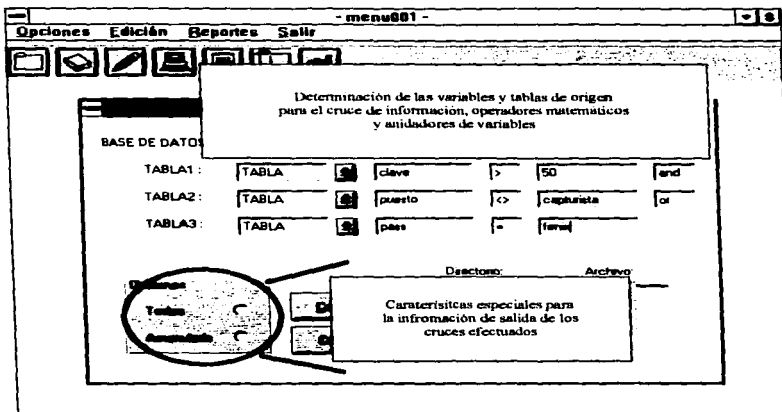 - menu001 -
Opciones Edición Reportes Salir
Determinación de las variables y tablas de origen
para el cruce de información, operadores matemáticos
y anidadores de variables
BASE DE DATOS
TABLA1 : TABLA clave > 50 and
TABLA2 : TABLA puesto <> capturista or
TABLA3 : TABLA pass =
Directorio: Archivo:
Todos
Caraterísitcas especiales para
la infromación de salida de los
cruces efectuados